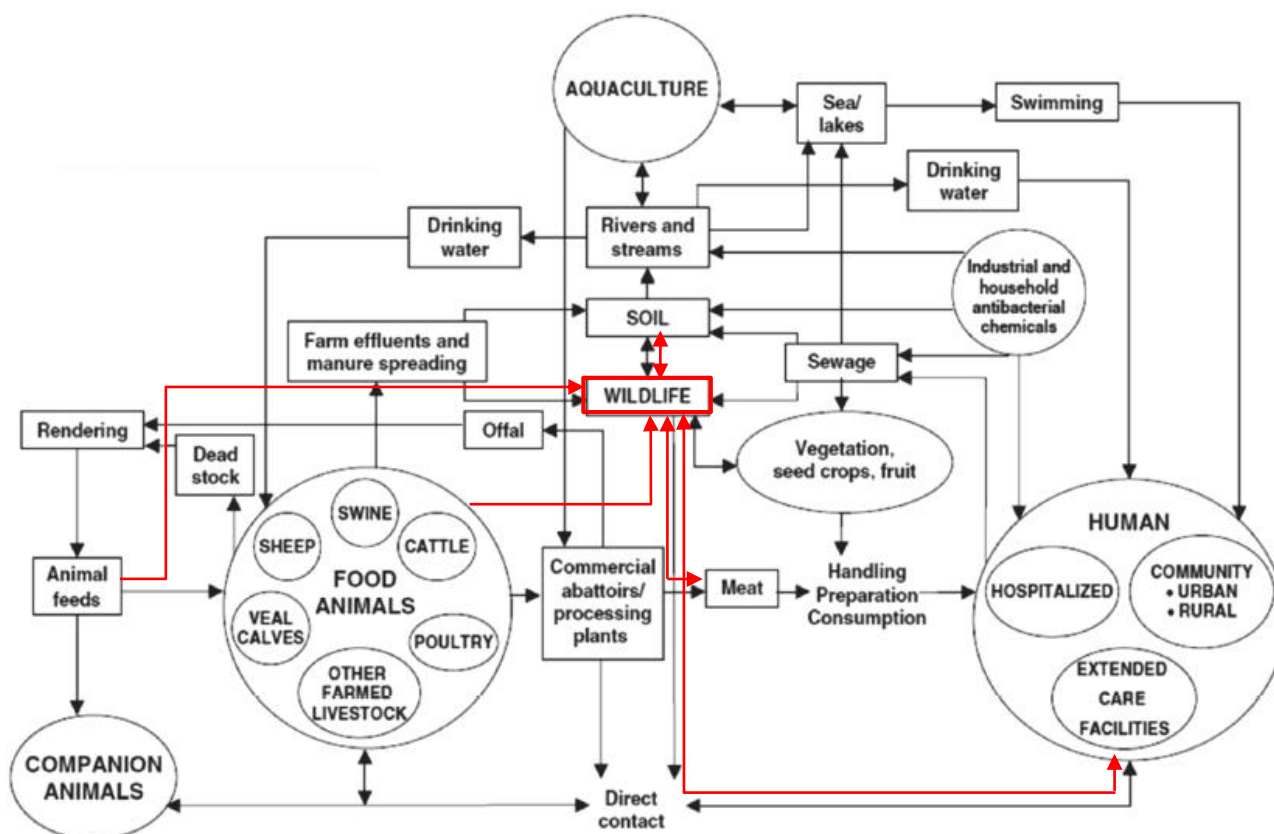 AQUACULTURE
Sea/
lakes
Swimming
Drinking
water
Drinking
water
Rivers and
streams
Industrial and
household
antibacterial
chemicals
SOIL
Farm effluents and
manure spreading
Sewage
WILDLIFE
Rendering
Offal
Dead
stock
Vegetation,
seed crops, fruit
SWINE
SHEEP
CATTLE
FOOD
ANIMALS
VEAL
CALVES
POULTRY
OTHER
FARMED
LIVESTOCK
Animal
feeds
Commercial
abattoirs/
processing
plants
Meat
Handling
Preparation
Consumption
HUMAN
HOSPITALIZED
COMMUNITY
• URBAN
• RURAL
EXTENDED
CARE
FACILITIES
COMPANION
ANIMALS
Direct
contact